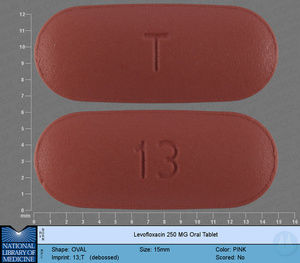 12
11
10
9
8
7
6
5
4
3
2
1
0
mm
T
13
0 1 2 3 4 5 6 7 8 9 10 11 12 13 14 15 16
NATIONAL
LIBRARY OF
MEDICINE
Levofloxacin 250 MG Oral Tablet
Shape: OVAL Size: 15mm Color: PINK
Imprint: 13;T (debossed) Scored: No